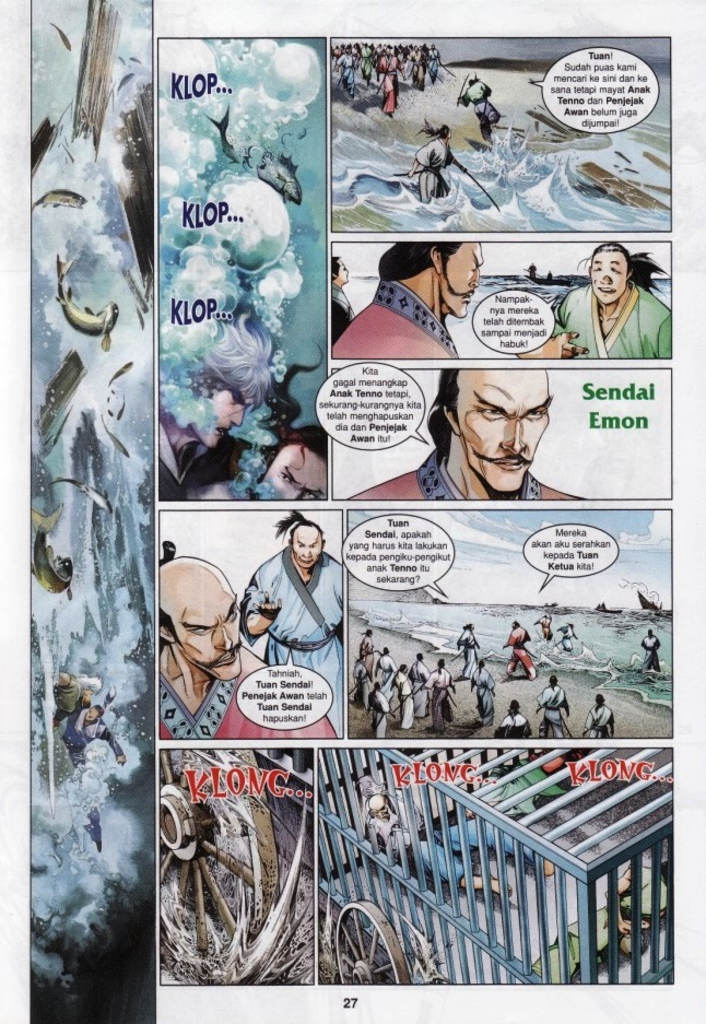 KLOP...
KLOP...
KLOP...
Tuan!
Sudah puas kami
mencari ke sini dan ke
sana tetapi mayat Anak
Tenno dan Penjejak
Awan belum juga
dijumpai!
Nampak-
nya mereka
telah ditembak
sampai menjadi
habuk!
Kita
gagal menangkap
Anak Tenno tetapi,
sekurang-kurangnya kita
telah menghapuskan
dia dan Penjejak
Awan itu!
Sendai
Emon
Tahniah,
Tuan Sendai!
Penejak Awan telah
Tuan Sendai
hapuskan!
Tuan
Sendai, apakah
yang harus kita lakukan
kepada pengiku-pengikut
anak Tenno itu
sekarang?
Mereka
akan aku serahkan
kepada Tuan
Ketua kita!
KLONG...
KLONG...
KLONG...
27